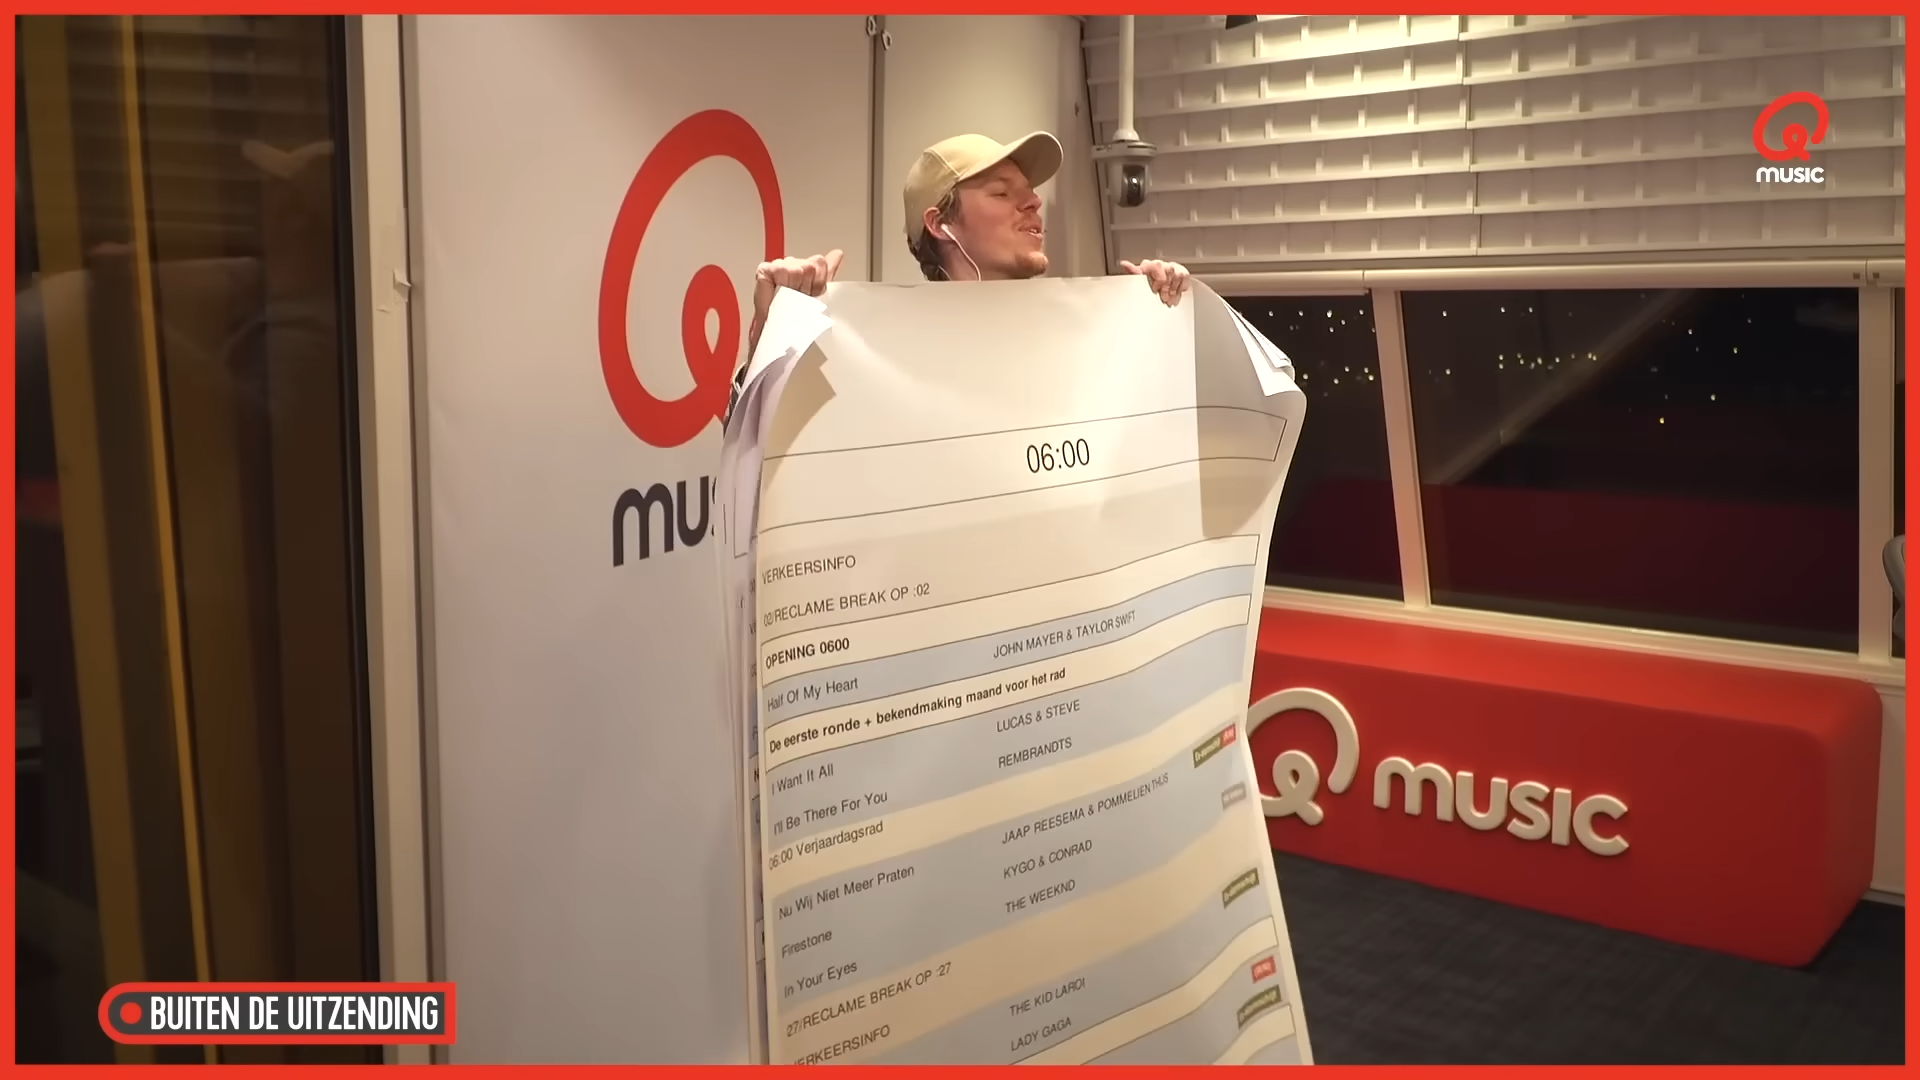 music
mus
06:00
VERKEERSINFO
02/RECLAME BREAK OP :02
OPENING 0600
Half Of My Heart JOHN MAYER & TAYLOR SWIFT
De eerste ronde + bekendmaking maand voor het rad
I Want It All LUCAS & STEVE
I'll Be There For You REMBRANDTS
06:00 Verjaardagsrad
Nu Wij Niet Meer Praten JAAP REESEMA & POMMELIEN THIJS
Firestone KYGO & CONRAD
In Your Eyes THE WEEKND
27/RECLAME BREAK OP :27
VERKEERSINFO
THE KID LAROI
LADY GAGA
music
BUITEN DE UITZENDING